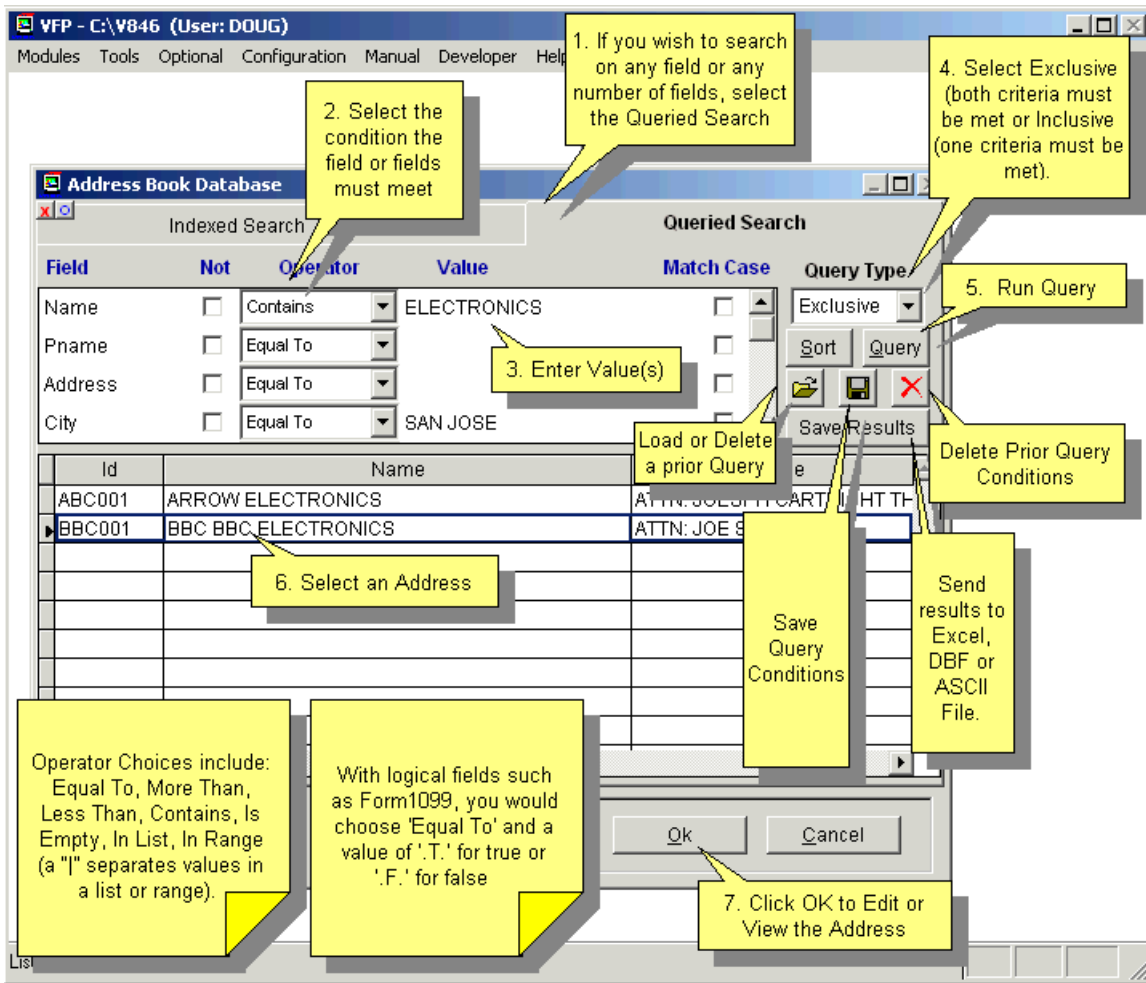 VFP - C:\V846 (User: DOUG)
Modules Tools Optional Configuration Manual Developer Help
1. If you wish to search
on any field or any
number of fields, select
the Queried Search
2. Select the
condition the
field or fields
must meet
4. Select Exclusive
(both criteria must
be met or Inclusive
(one criteria must be
met).
Address Book Database
Indexed Search
Queried Search
Field Not Operator Value Match Case Query Type
Name Contains ELECTRONICS Exclusive
5. Run Query
Pname Equal To
Sort Query
3. Enter Value(s)
Address Equal To
City Equal To SAN JOSE
Save Results
Load or Delete
a prior Query
Delete Prior Query
Conditions
Id Name
ABC001 ARROW ELECTRONICS ATTN:
BBC001 BBC BBC ELECTRONICS ATTN: JOE
6. Select an Address
Save
Query
Conditions
Send
results to
Excel,
DBF or
ASCII
File.
Operator Choices include:
Equal To, More Than,
Less Than, Contains, Is
Empty, In List, In Range
(a "|" separates values in
a list or range).
With logical fields such
as Form1099, you would
choose 'Equal To' and a
value of '.T.' for true or
'.F.' for false
Ok Cancel
7. Click OK to Edit or
View the Address